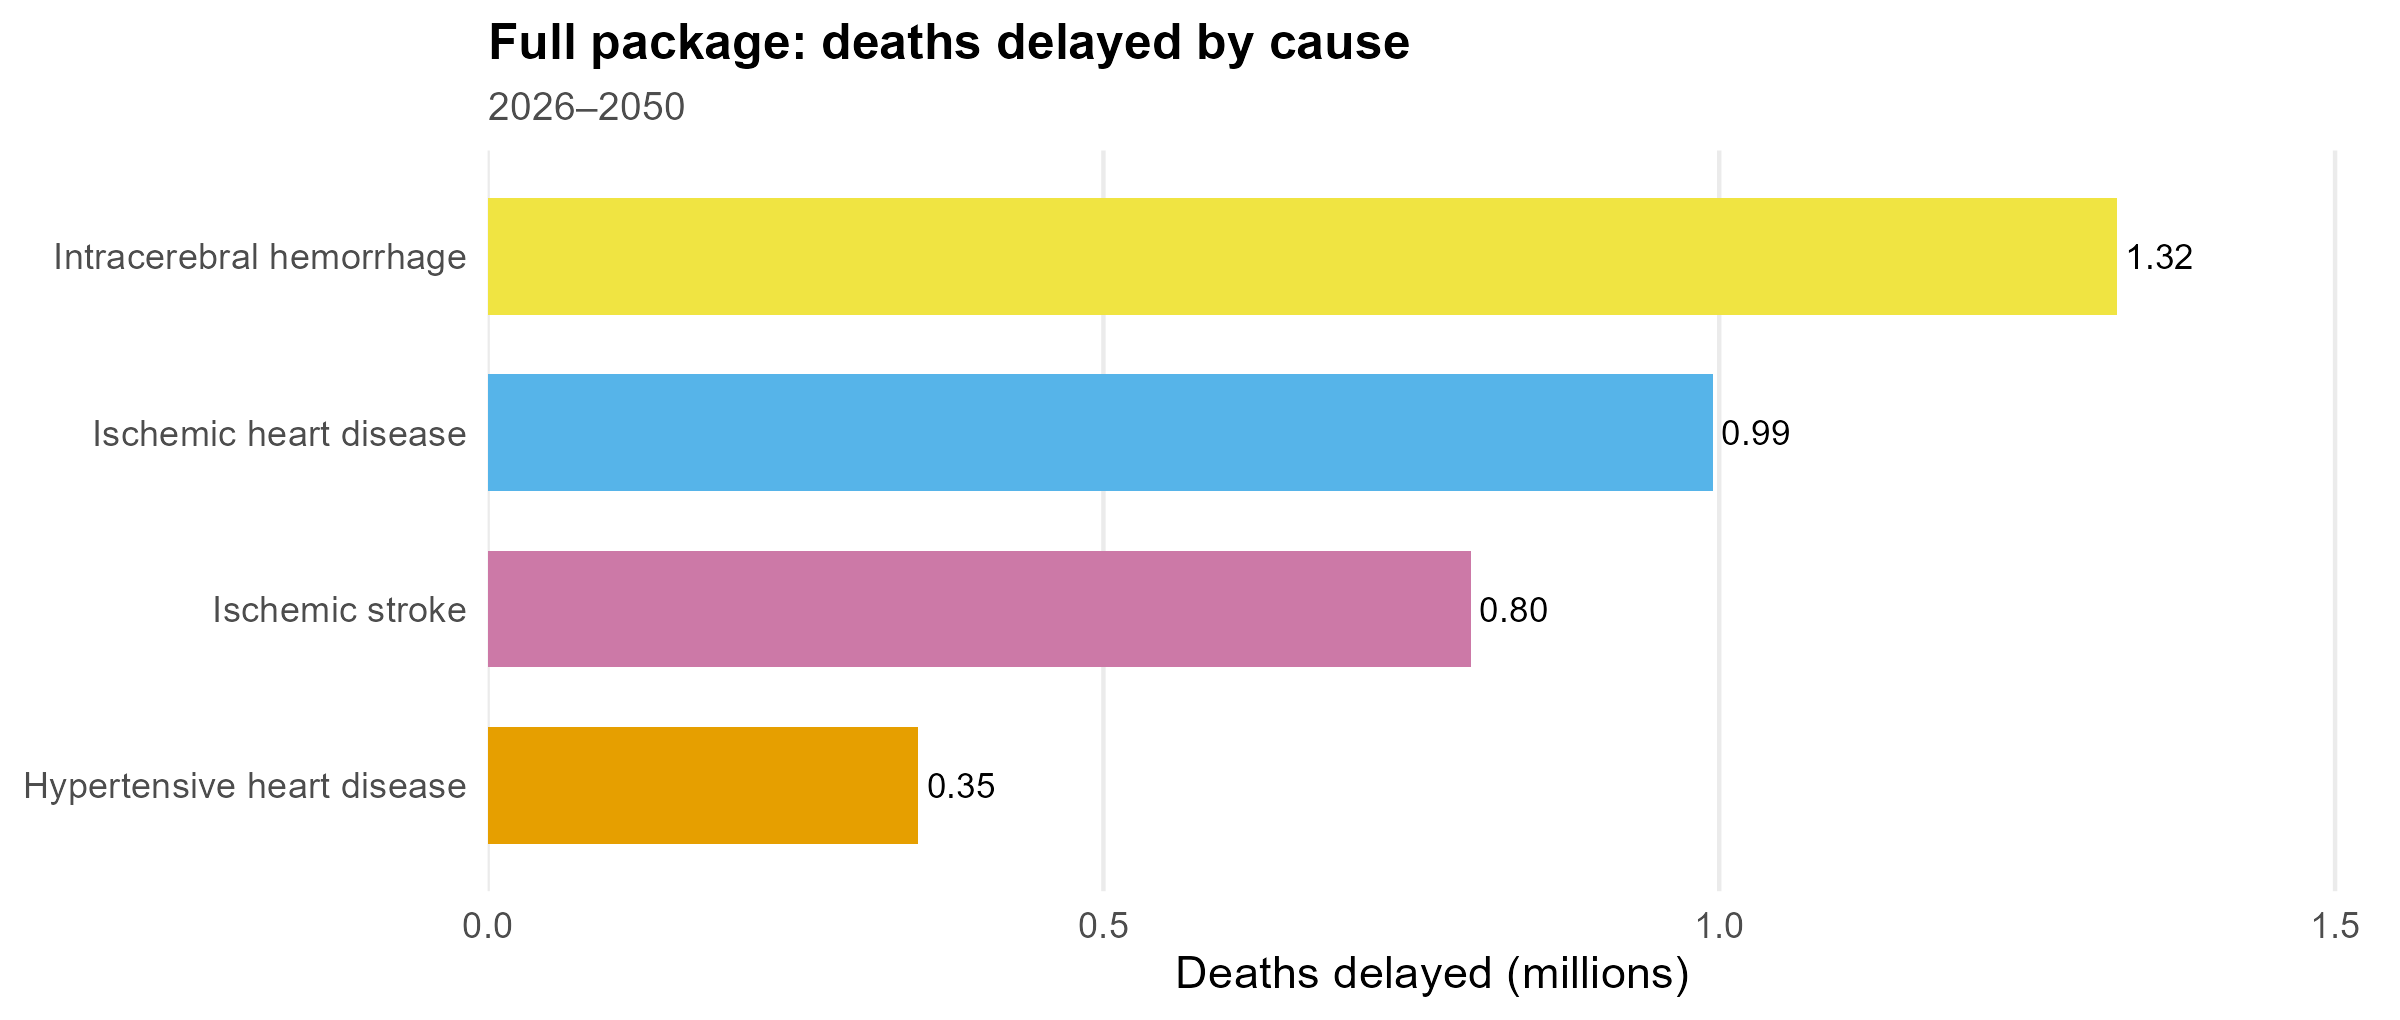 Full package: deaths delayed by cause
2026–2050
Intracerebral hemorrhage
1.32
Ischemic heart disease
0.99
Ischemic stroke
0.80
Hypertensive heart disease
0.35
0.0 0.5 1.0 1.5
Deaths delayed (millions)